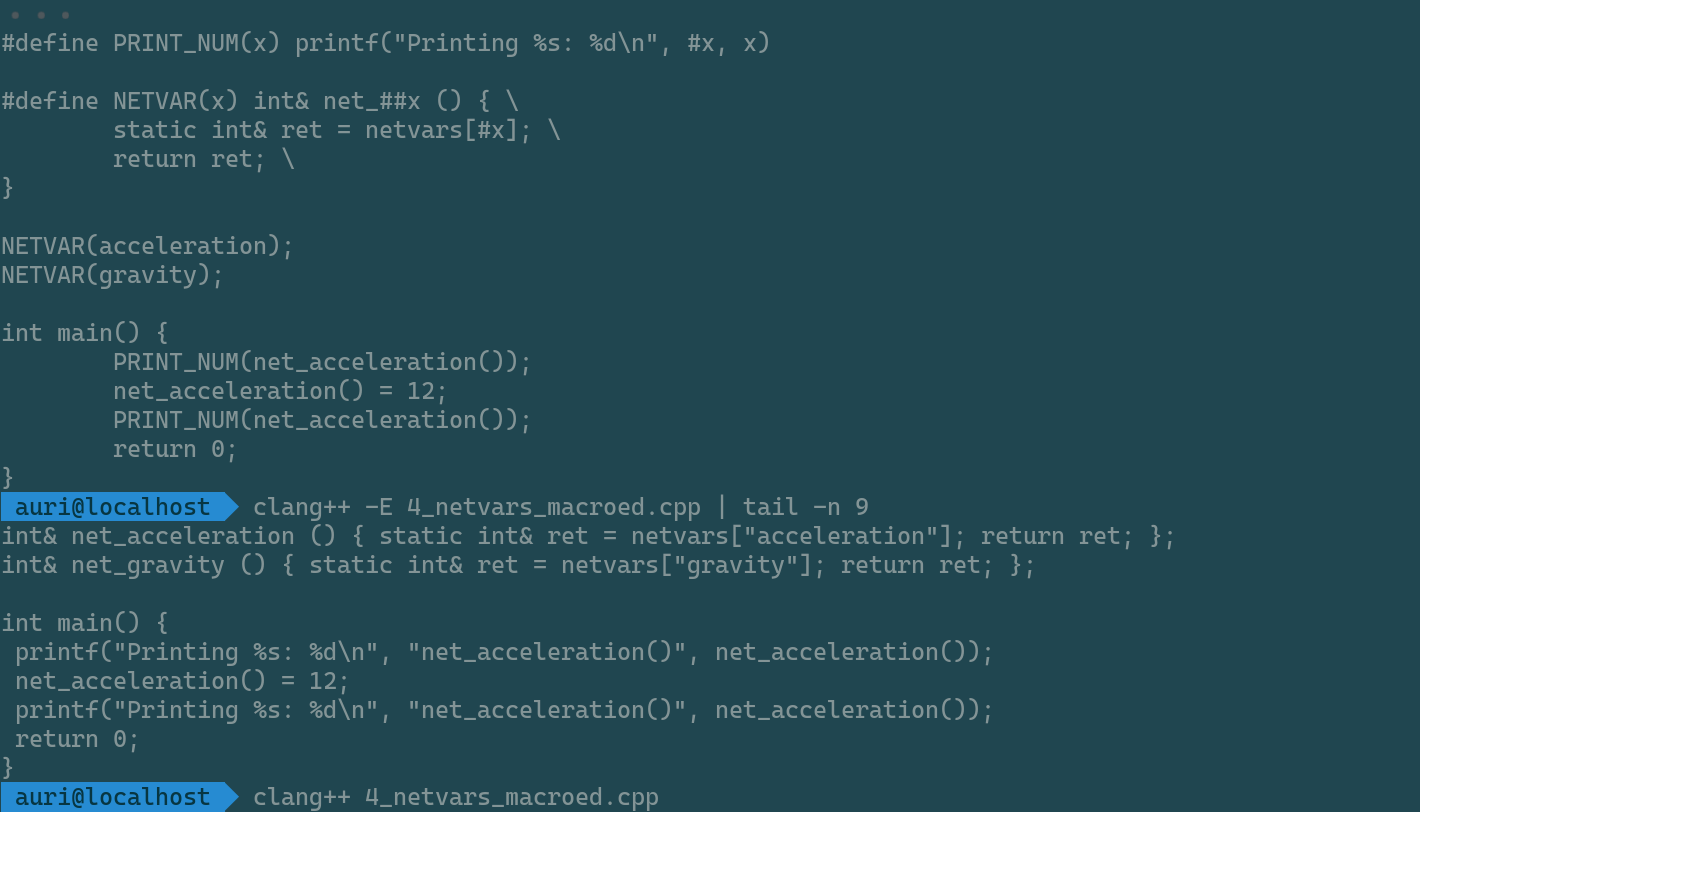 #define PRINT_NUM(x) printf("Printing %s: %d\n", #x, x)
#define NETVAR(x) int& net_##x () { \
        static int& ret = netvars[#x]; \
        return ret; \
}
NETVAR(acceleration);
NETVAR(gravity);
int main() {
        PRINT_NUM(net_acceleration());
        net_acceleration() = 12;
        PRINT_NUM(net_acceleration());
        return 0;
}
auri@localhost clang++ -E 4_netvars_macroed.cpp | tail -n 9
int& net_acceleration () { static int& ret = netvars["acceleration"]; return ret; };
int& net_gravity () { static int& ret = netvars["gravity"]; return ret; };
int main() {
 printf("Printing %s: %d\n", "net_acceleration()", net_acceleration());
 net_acceleration() = 12;
 printf("Printing %s: %d\n", "net_acceleration()", net_acceleration());
 return 0;
}
auri@localhost clang++ 4_netvars_macroed.cpp